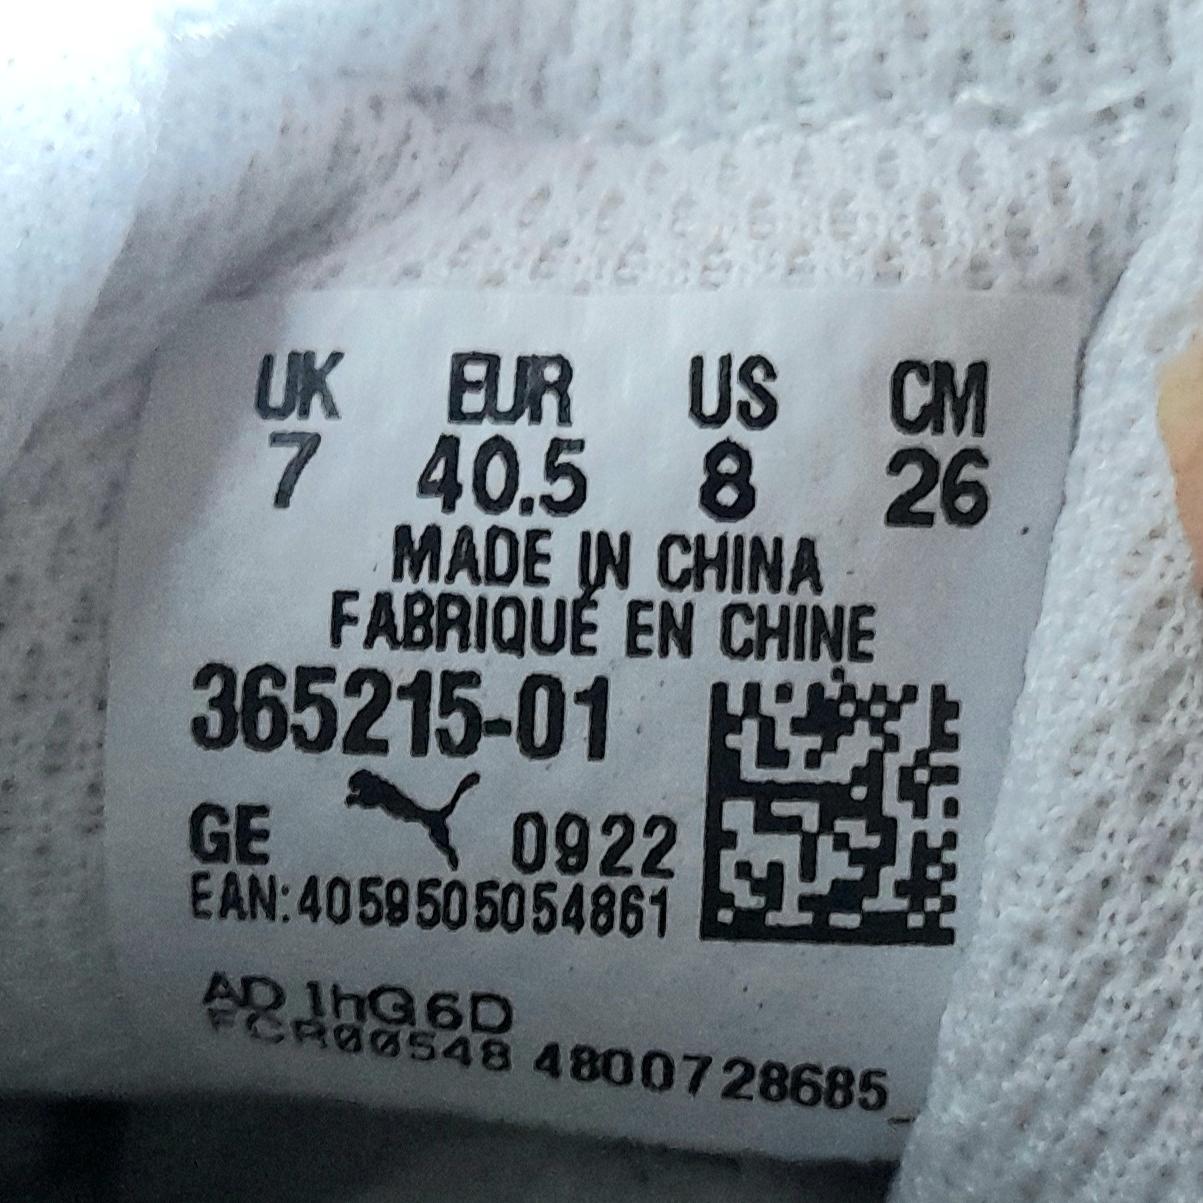 UK EUR US CM
7 40.5 8 26
MADE IN CHINA
FABRIQUÉ EN CHINE
365215-01
GE 0922
EAN:4059505054861
AD 1hG6D
FCR00548 4800728685_